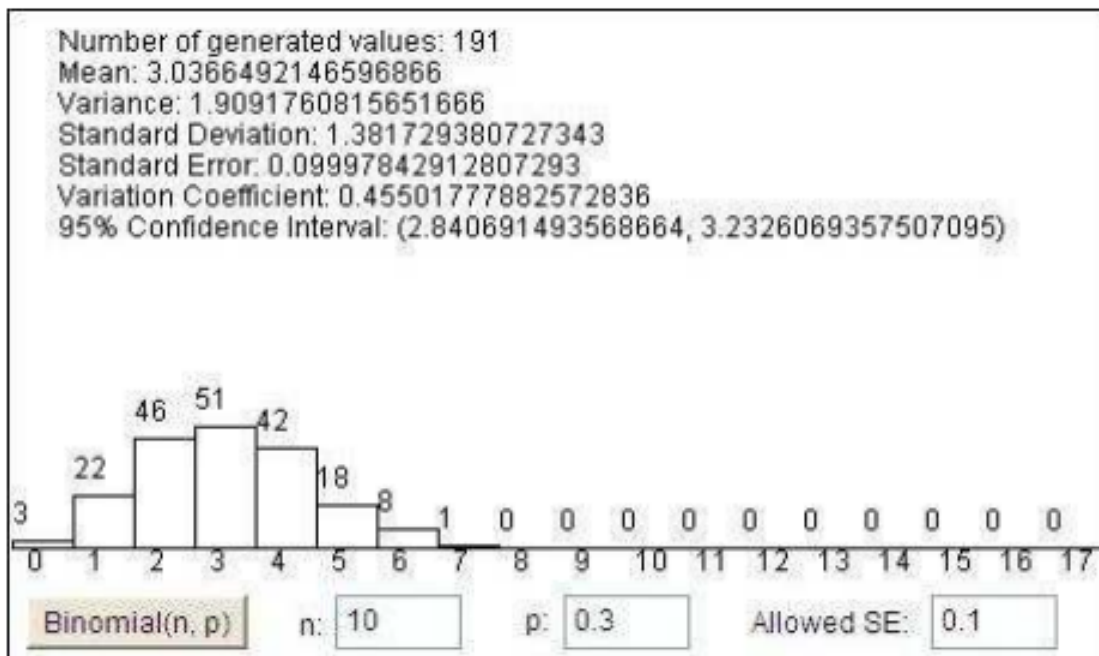 Number of generated values: 191
Mean: 3.0366492146596866
Variance: 1.9091760815651666
Standard Deviation: 1.381729380727343
Standard Error: 0.09997842912807293
Variation Coefficient: 0.455017777882572836
95% Confidence Interval: (2.840691493568664, 3.2326069357507095)
3 22 46 51 42 18 8 1 0 0 0 0 0 0 0 0 0 0
0 1 2 3 4 5 6 7 8 9 10 11 12 13 14 15 16 17
Binomial(n, p) n: 10 p: 0.3 Allowed SE: 0.1